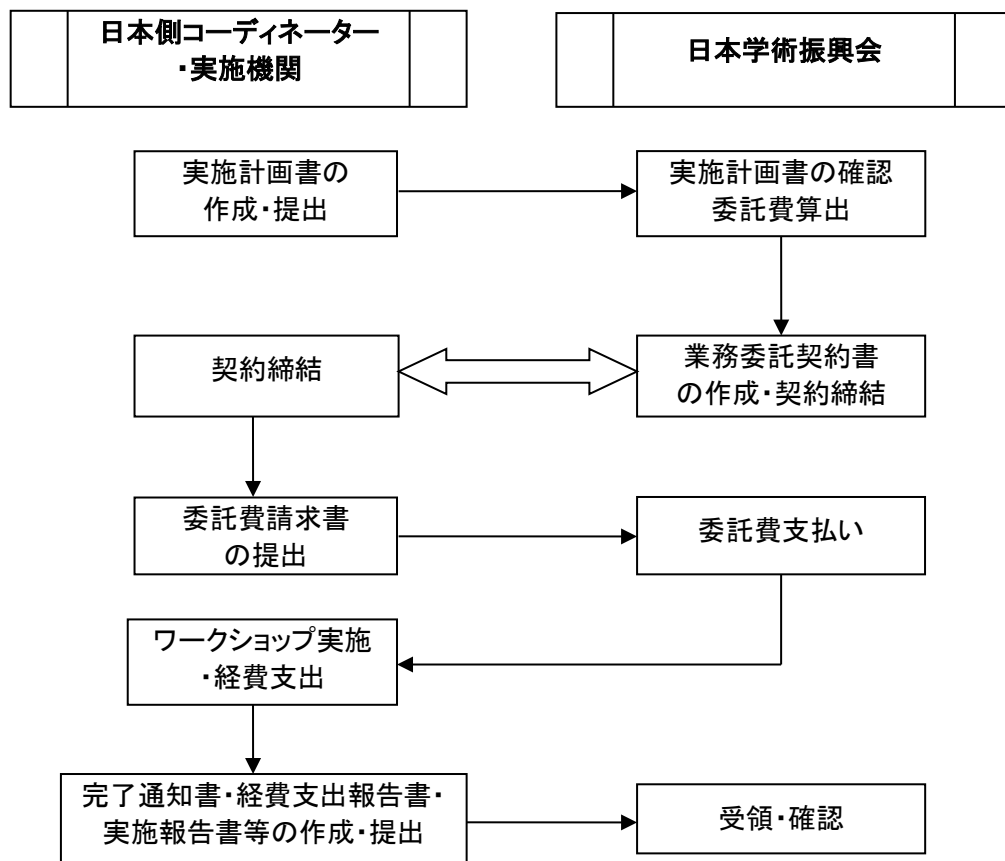 日本側コーディネーター
・実施機関
日本学術振興会
実施計画書の
作成・提出
実施計画書の確認
委託費算出
契約締結
業務委託契約書
の作成・契約締結
委託費請求書
の提出
委託費支払い
ワークショップ実施
・経費支出
完了通知書・経費支出報告書・
実施報告書等の作成・提出
受領・確認